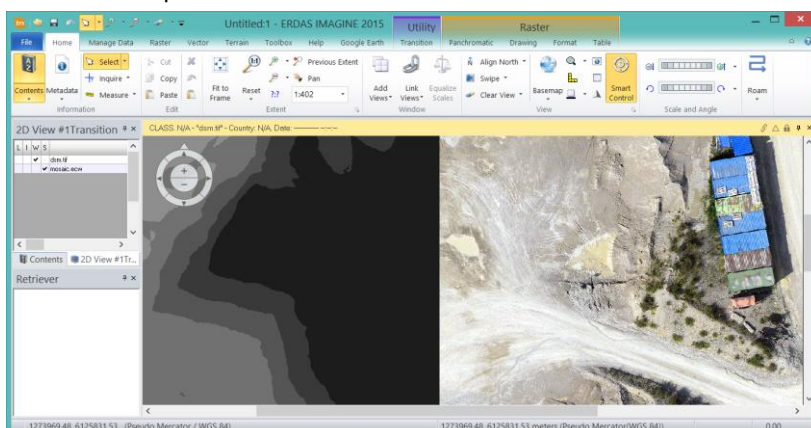 Untitled:1 - ERDAS IMAGINE 2015
Utility
Raster
File
Home
Manage Data
Raster
Vector
Terrain
Toolbox
Help
Google Earth
Transition
Panchromatic
Drawing
Format
Table
Contents
Metadata
Select
Inquire
Measure
Information
Cut
Copy
Paste
Edit
Fit to
Frame
Reset
Previous Extent
Pan
1:402
Extent
Add
Views
Link
Views
Equalize
Scales
Window
Align North
Swipe
Clear View
Basemap
View
Smart
Control
Scale and Angle
Roam
2D View #1Transition
CLASS: N/A - "dsm.tif" - Country: N/A, Date:
L I W S
dsm.tif
mosaic.ecw
Contents
2D View #1Tr...
Retriever
1273969.48, 6125831.53 (Pseudo Mercator / WGS 84)
1273969.48, 6125831.53 meters (Pseudo Mercator(WGS 84))
0.00